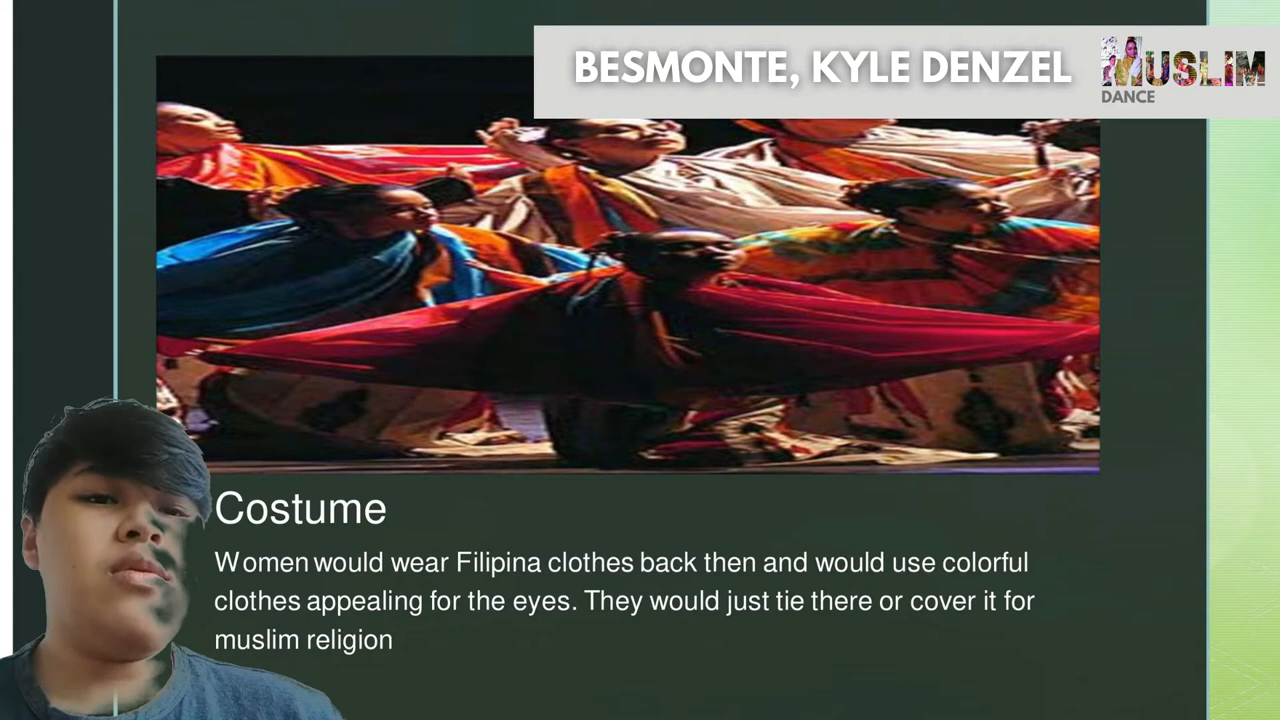 BESMONTE, KYLE DENZEL
MUSLIM
DANCE
Costume
Women would wear Filipina clothes back then and would use colorful
clothes appealing for the eyes. They would just tie there or cover it for
muslim religion